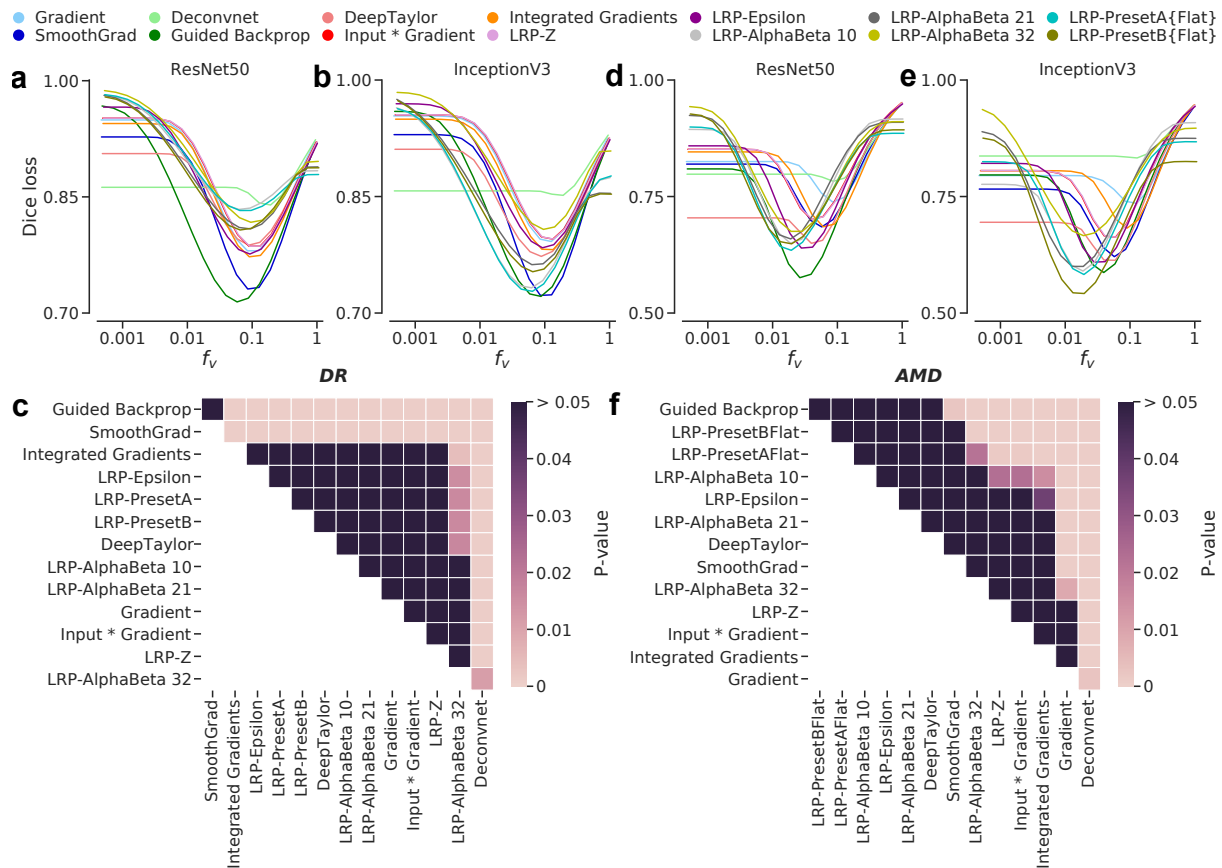 Gradient Deconvnet DeepTaylor Integrated Gradients LRP-Epsilon LRP-AlphaBeta 21 LRP-PresetA{Flat}
SmoothGrad Guided Backprop Input * Gradient LRP-Z LRP-AlphaBeta 10 LRP-AlphaBeta 32 LRP-PresetB{Flat}
a ResNet50 b InceptionV3 d ResNet50 e InceptionV3
1.00 1.00 1.00 1.00
Dice loss
0.85 0.85 0.75 0.75
0.70 0.70 0.50 0.50
0.001 0.01 0.1 1 0.001 0.01 0.1 1 0.001 0.01 0.1 1 0.001 0.01 0.1 1
f_v f_v f_v f_v
DR AMD
c
Guided Backprop
SmoothGrad
Integrated Gradients
LRP-Epsilon
LRP-PresetA
LRP-PresetB
DeepTaylor
LRP-AlphaBeta 10
LRP-AlphaBeta 21
Gradient
Input * Gradient
LRP-Z
LRP-AlphaBeta 32
SmoothGrad
Integrated Gradients
LRP-Epsilon
LRP-PresetA
LRP-PresetB
DeepTaylor
LRP-AlphaBeta 10
LRP-AlphaBeta 21
Gradient
Input * Gradient
LRP-Z
LRP-AlphaBeta 32
Deconvnet
> 0.05
0.04
0.03
0.02
0.01
0
P-value
f
Guided Backprop
LRP-PresetBFlat
LRP-PresetAFlat
LRP-AlphaBeta 10
LRP-Epsilon
LRP-AlphaBeta 21
DeepTaylor
SmoothGrad
LRP-AlphaBeta 32
LRP-Z
Input * Gradient
Integrated Gradients
Gradient
LRP-PresetBFlat
LRP-PresetAFlat
LRP-AlphaBeta 10
LRP-Epsilon
LRP-AlphaBeta 21
DeepTaylor
SmoothGrad
LRP-AlphaBeta 32
LRP-Z
Input * Gradient
Integrated Gradients
Gradient
Deconvnet
> 0.05
0.04
0.03
0.02
0.01
0
P-value